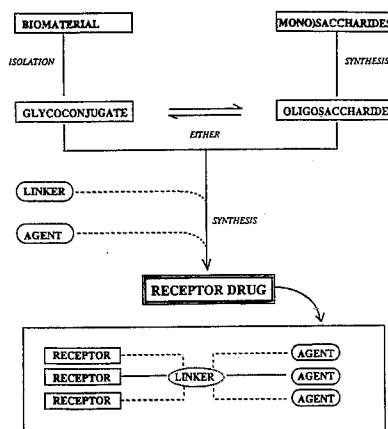 BIOMATERIAL
(MONO)SACCHARIDES
ISOLATION
SYNTHESIS
GLYCOCONJUGATE
OLIGOSACCHARIDE
EITHER
LINKER
SYNTHESIS
AGENT
RECEPTOR DRUG
RECEPTOR
AGENT
RECEPTOR
LINKER
AGENT
RECEPTOR
AGENT